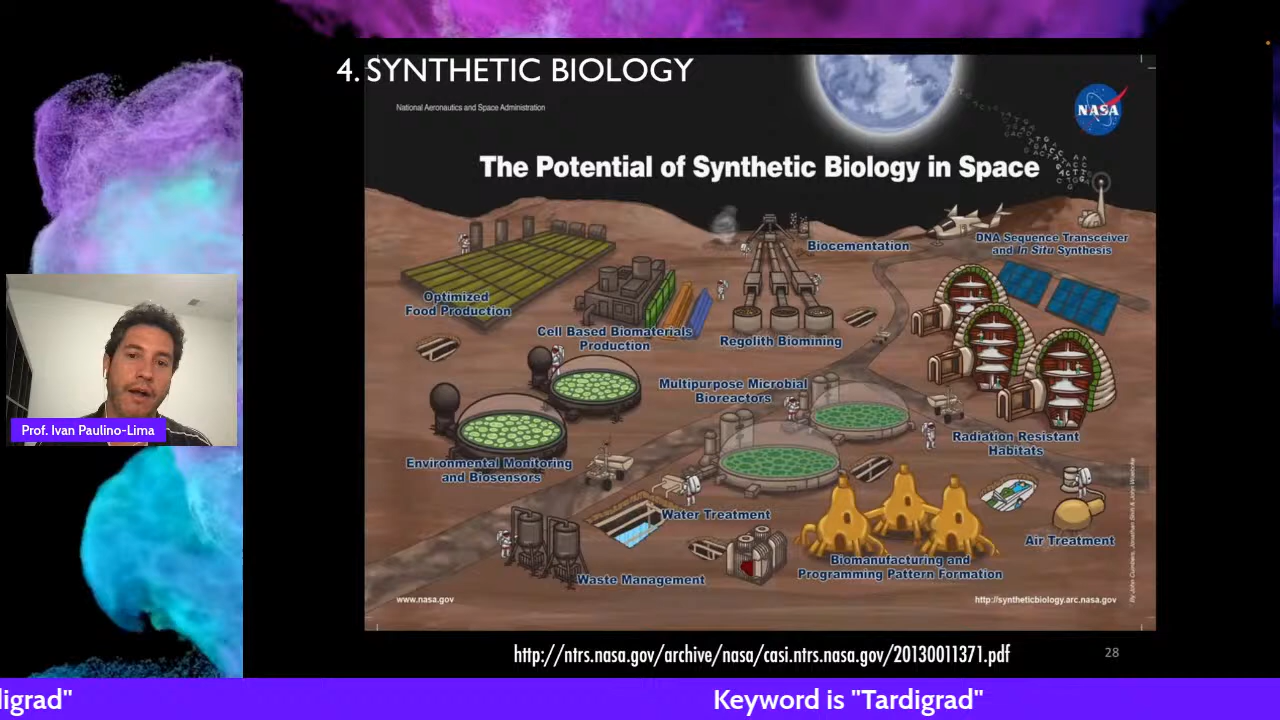 4. SYNTHETIC BIOLOGY
National Aeronautics and Space Administration
NASA
The Potential of Synthetic Biology in Space
Biocementation
DNA Sequence Transceiver
and In Situ Synthesis
Optimized
Food Production
Cell Based Biomaterials
Production
Regolith Biomining
Multipurpose Microbial
Bioreactors
Prof. Ivan Paulino-Lima
Radiation Resistant
Habitats
Environmental Monitoring
and Biosensors
Water Treatment
Air Treatment
Biomanufacturing and
Programming Pattern Formation
Waste Management
www.nasa.gov
http://syntheticbiology.arc.nasa.gov
http://ntrs.nasa.gov/archive/nasa/casi.ntrs.nasa.gov/20130011371.pdf
28
digrad"
Keyword is "Tardigrad"